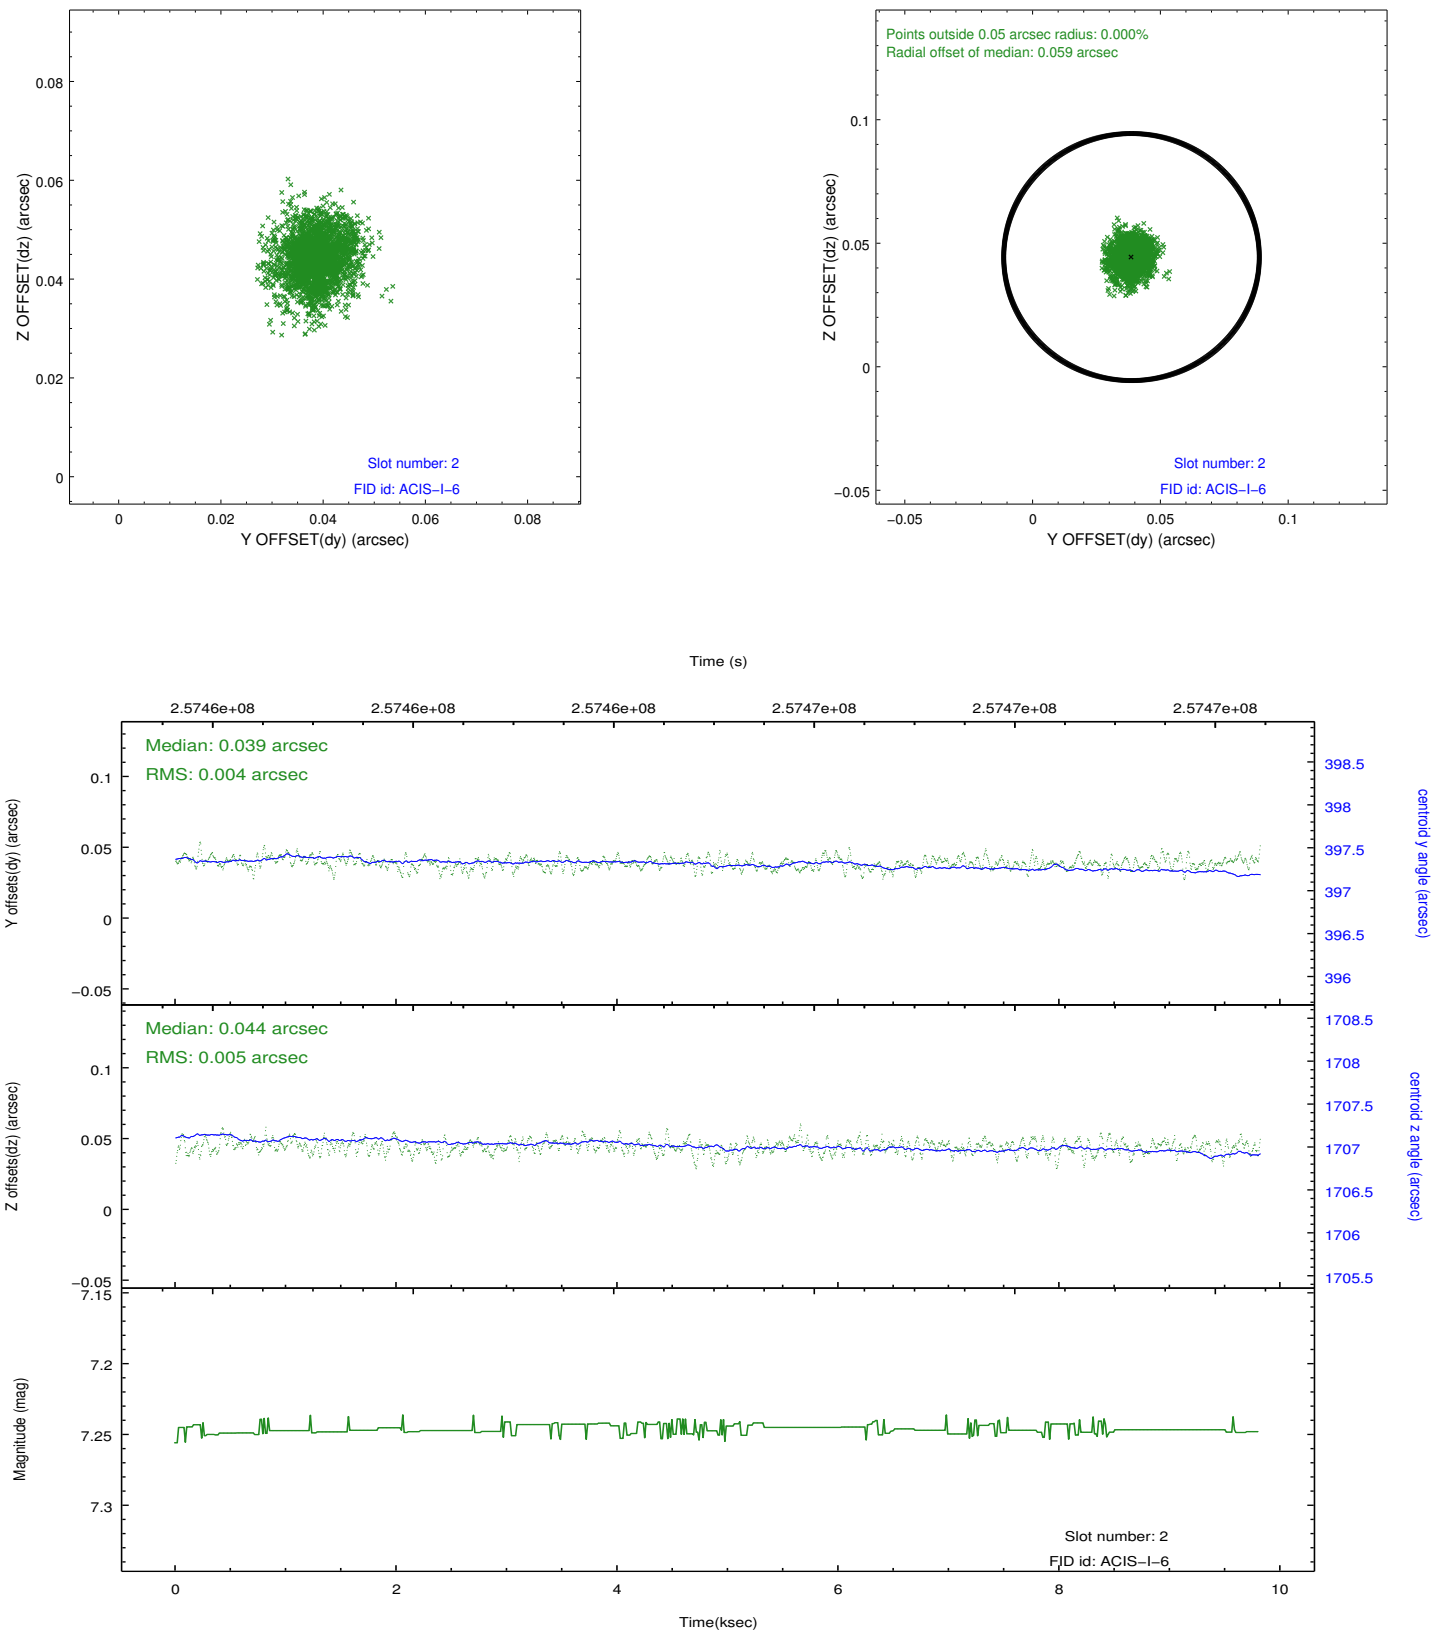 0.08
0.06
0.04
0.02
0
Z OFFSET(dz) (arcsec)
Slot number: 2
FID id: ACIS−I−6
0 0.02 0.04 0.06 0.08
Y OFFSET(dy) (arcsec)
Points outside 0.05 arcsec radius: 0.000%
Radial offset of median: 0.059 arcsec
0.1
0.05
0
−0.05
Z OFFSET(dz) (arcsec)
Slot number: 2
FID id: ACIS−I−6
−0.05 0 0.05 0.1
Y OFFSET(dy) (arcsec)
Time (s)
2.5746e+08 2.5746e+08 2.5746e+08 2.5747e+08 2.5747e+08 2.5747e+08
Median: 0.039 arcsec
RMS: 0.004 arcsec
0.1
0.05
0
−0.05
Y offsets(dy) (arcsec)
398.5
398
397.5
397
396.5
396
centroid y angle (arcsec)
Median: 0.044 arcsec
RMS: 0.005 arcsec
0.1
0.05
0
−0.05
Z offsets(dz) (arcsec)
1708.5
1708
1707.5
1707
1706.5
1706
1705.5
centroid z angle (arcsec)
7.15
7.2
7.25
7.3
Magnitude (mag)
Slot number: 2
FID id: ACIS−I−6
0 2 4 6 8 10
Time(ksec)